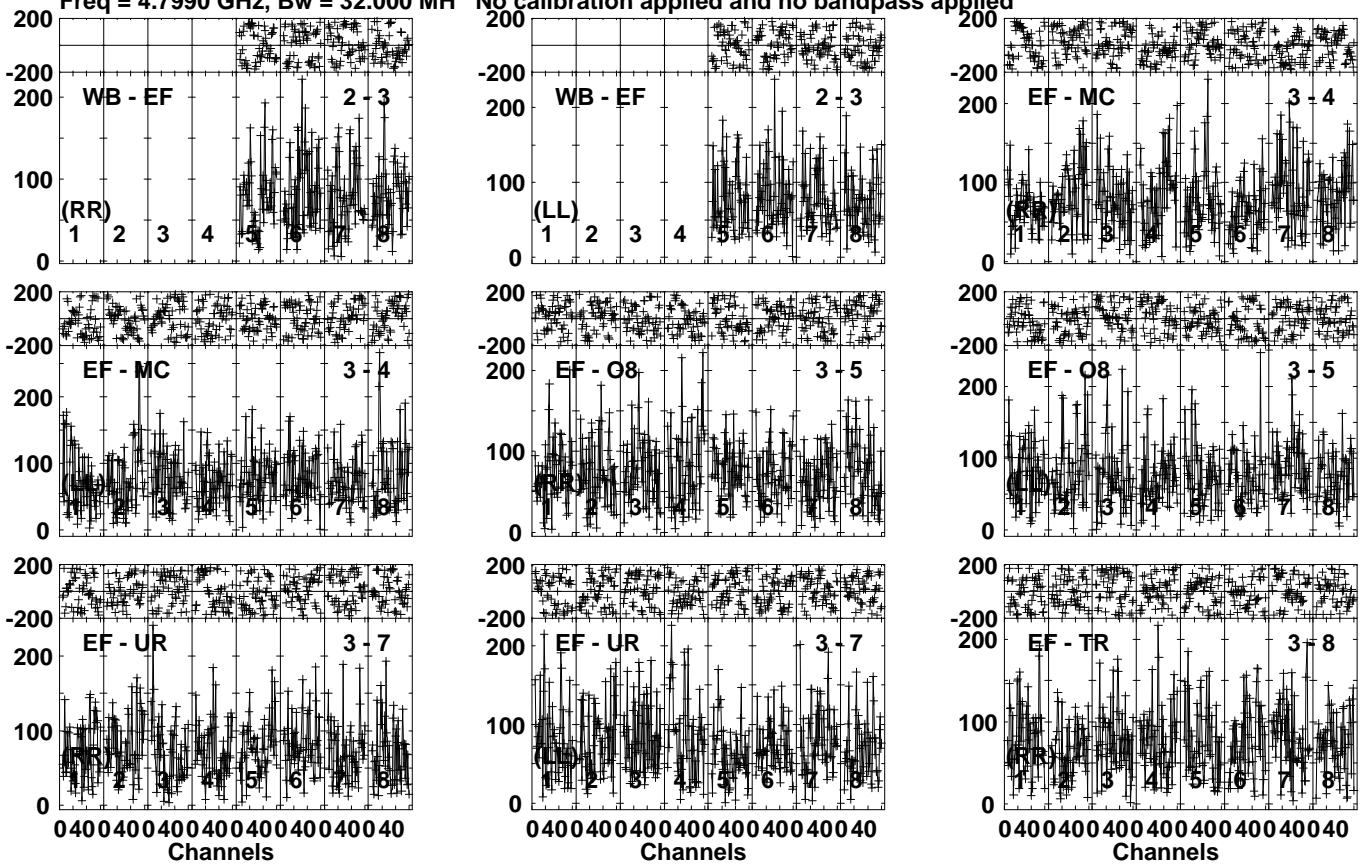 Freq = 4.7990 GHz, Bw = 32.000 MH No calibration applied and no bandpass applied
200 200 200
-200 -200 -200
200 WB - EF 2 - 3 200 WB - EF 2 - 3 200 EF - MC 3 - 4
100 100 100
(RR) (LL) (RR)
1 2 3 4 5 6 7 8 1 2 3 4 5 6 7 8 1 2 3 4 5 6 7 8
0 0 0
200 200 200
-200 -200 -200
200 EF - MC 3 - 4 200 EF - O8 3 - 5 200 EF - O8 3 - 5
100 100 100
(LL) (RR) (LL)
1 2 3 4 5 6 7 8 1 2 3 4 5 6 7 8 1 2 3 4 5 6 7 8
0 0 0
200 200 200
-200 -200 -200
200 EF - UR 3 - 7 200 EF - UR 3 - 7 200 EF - TR 3 - 8
100 100 100
(RR) (LL) (RR)
1 2 3 4 5 6 7 8 1 2 3 4 5 6 7 8 1 2 3 4 5 6 7 8
0 0 0
0 40 0 40 0 40 0 40 0 40 0 40 0 40 0 40 0 40 0 40 0 40 0 40 0 40 0 40 0 40 0 40 0 40 0 40 0 40 0 40 0 40 0 40 0 40 0 40
Channels Channels Channels